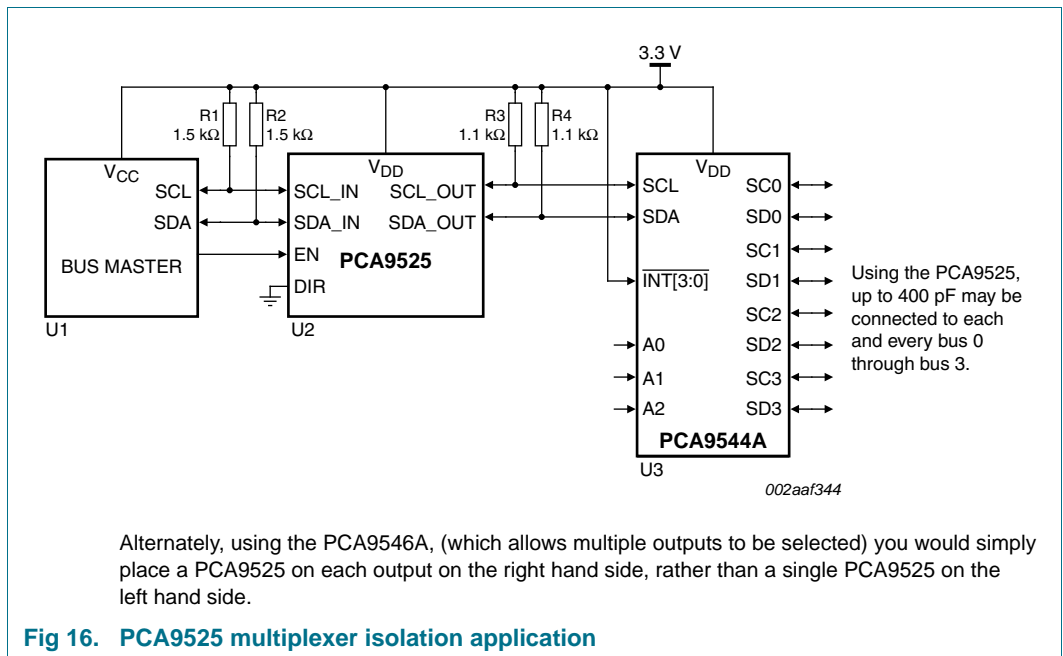 3.3 V
R1
1.5 kΩ
R2
1.5 kΩ
R3
1.1 kΩ
R4
1.1 kΩ
VCC
SCL
SDA
BUS MASTER
U1
VDD
SCL_IN
SCL_OUT
SDA_IN
SDA_OUT
EN
PCA9525
DIR
U2
VDD
SCL
SC0
SDA
SD0
SC1
INT[3:0]
SD1
SC2
A0
SD2
A1
SC3
A2
SD3
PCA9544A
U3
Using the PCA9525,
up to 400 pF may be
connected to each
and every bus 0
through bus 3.
002aaf344
Alternately, using the PCA9546A, (which allows multiple outputs to be selected) you would simply
place a PCA9525 on each output on the right hand side, rather than a single PCA9525 on the
left hand side.
Fig 16. PCA9525 multiplexer isolation application